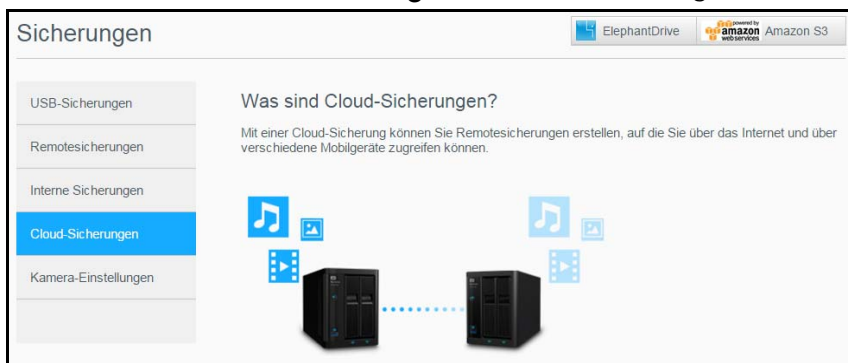 Sicherungen
ElephantDrive
powered by
amazon
web services
Amazon S3
USB-Sicherungen
Remotesicherungen
Interne Sicherungen
Cloud-Sicherungen
Kamera-Einstellungen
Was sind Cloud-Sicherungen?
Mit einer Cloud-Sicherung können Sie Remotesicherungen erstellen, auf die Sie über das Internet und über
verschiedene Mobilgeräte zugreifen können.